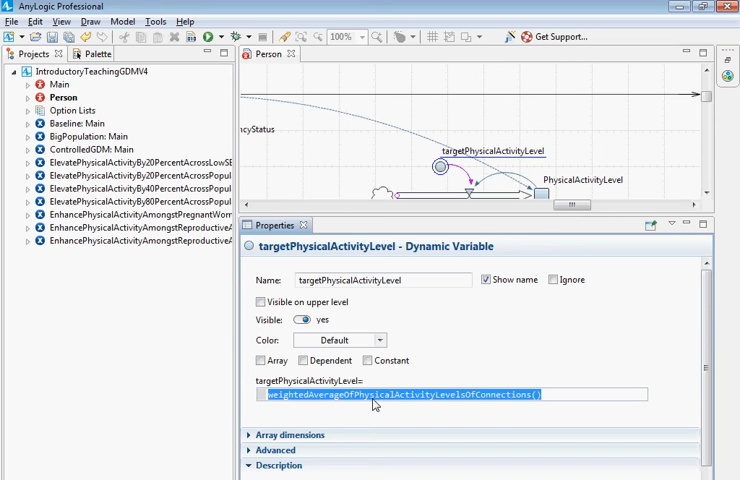 AnyLogic Professional
File Edit View Draw Model Tools Help
100% Get Support...
Projects Palette
Person
IntroductoryTeachingGDMV4
Main
Person
Option Lists
Baseline: Main
BigPopulation: Main
ControlledGDM: Main
ElevatePhysicalActivityBy20PercentAcrossLowSE
ElevatePhysicalActivityBy20PercentAcrossPopul
ElevatePhysicalActivityBy40PercentAcrossPopul
ElevatePhysicalActivityBy80PercentAcrossPopul
EnhancePhysicalActivityAmongstPregnantWom
EnhancePhysicalActivityAmongstReproductive
EnhancePhysicalActivityAmongstReproductive
ncyStatus
targetPhysicalActivityLevel
PhysicalActivityLevel
Properties
targetPhysicalActivityLevel - Dynamic Variable
Name: targetPhysicalActivityLevel Show name Ignore
Visible on upper level
Visible: yes
Color: Default
Array Dependent Constant
targetPhysicalActivityLevel=
weightedAverageOfPhysicalActivityLevelsOfConnections()
Array dimensions
Advanced
Description